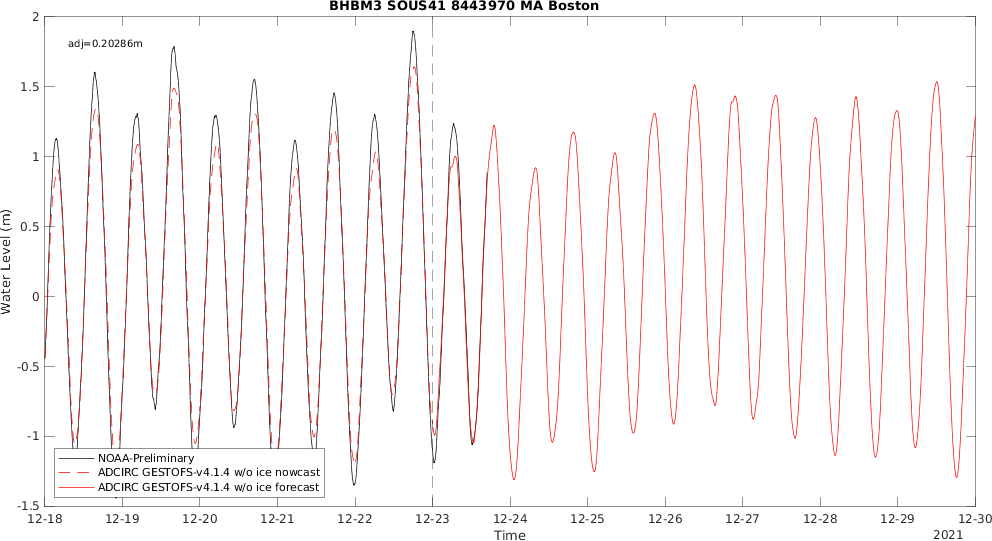 BHBM3 SOUS41 8443970 MA Boston
adj=0.20286m
2
1.5
1
0.5
0
-0.5
-1
-1.5
Water Level (m)
NOAA-Preliminary
ADCIRC GESTOFS-v4.1.4 w/o ice nowcast
ADCIRC GESTOFS-v4.1.4 w/o ice forecast
12-18 12-19 12-20 12-21 12-22 12-23 12-24 12-25 12-26 12-27 12-28 12-29 12-30
Time
2021